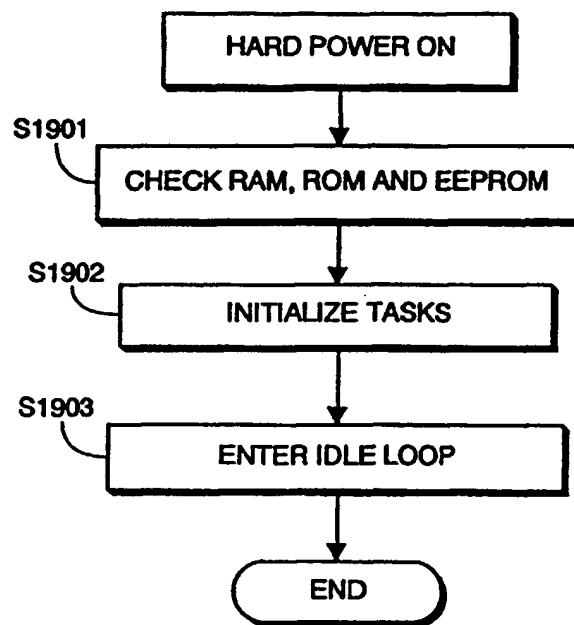 HARD POWER ON
S1901
CHECK RAM, ROM AND EEPROM
S1902
INITIALIZE TASKS
S1903
ENTER IDLE LOOP
END